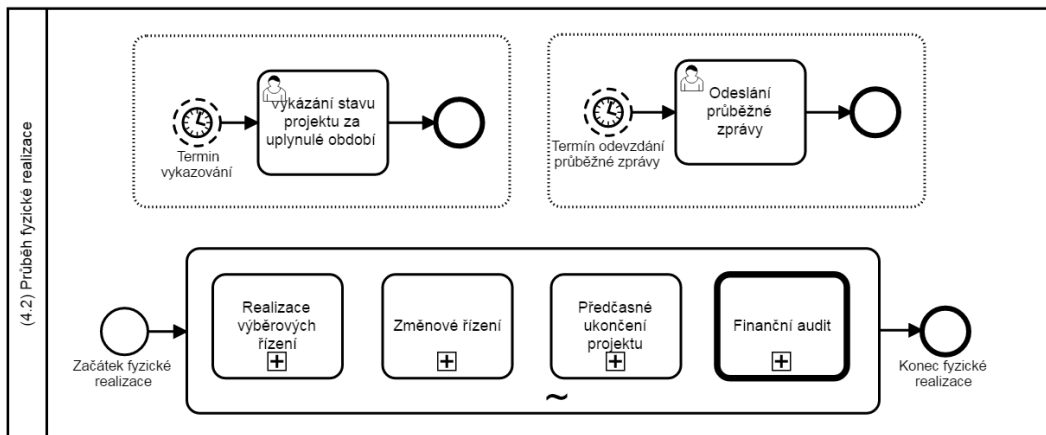 (4.2) Průběh fyzické realizace
Vykázání stavu
projektu za
uplynulé období
Termin
vykazování
Odeslání
průběžné
zprávy
Termín odevzdání
průběžné zprávy
Začátek fyzické
realizace
Realizace
výběrových
řízení
Změnové řízení
Předčasné
ukončení
projektu
Finanční audit
~
Konec fyzické
realizace